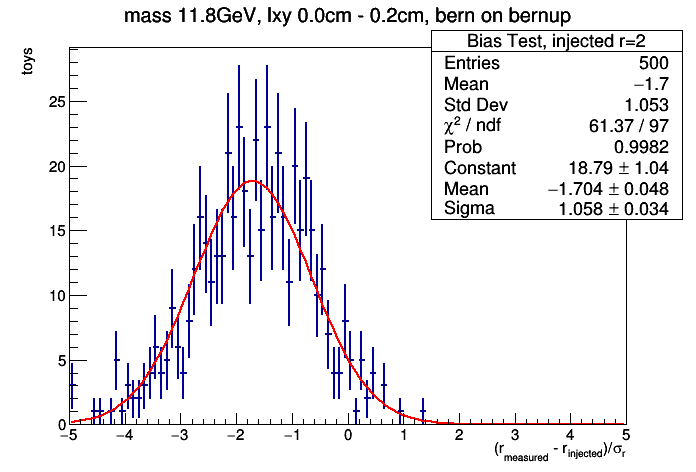 mass 11.8GeV, lxy 0.0cm - 0.2cm, bern on bernup
Bias Test, injected r=2
Entries 500
Mean −1.7
Std Dev 1.053
χ² / ndf 61.37 / 97
Prob 0.9982
Constant 18.79 ± 1.04
Mean −1.704 ± 0.048
Sigma 1.058 ± 0.034
toys
25
20
15
10
5
0
−5 −4 −3 −2 −1 0 1 2 3 4 5
(r_measured - r_injected)/σ_r